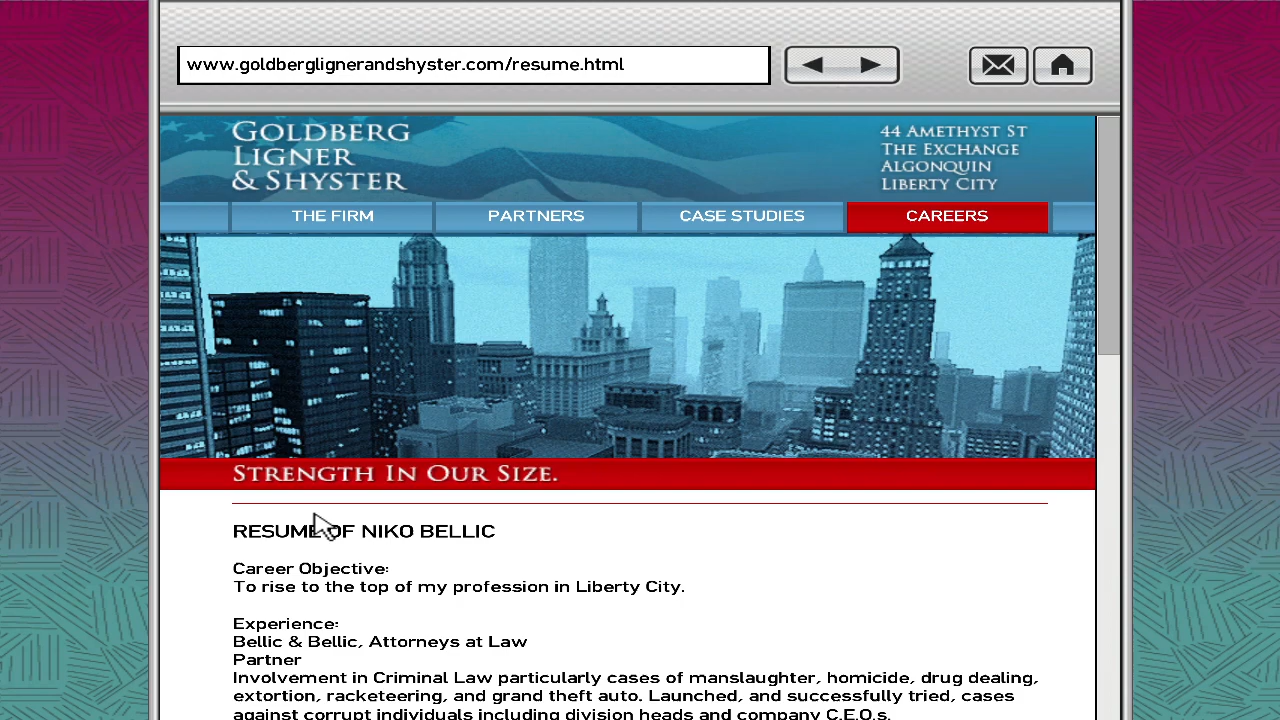 www.goldberglignerandshyster.com/resume.html
GOLDBERG
LIGNER
& SHYSTER
44 AMETHYST ST
THE EXCHANGE
ALGONQUIN
LIBERTY CITY
THE FIRM
PARTNERS
CASE STUDIES
CAREERS
STRENGTH IN OUR SIZE.
RESUME OF NIKO BELLIC
Career Objective:
To rise to the top of my profession in Liberty City.
Experience:
Bellic & Bellic, Attorneys at Law
Partner
Involvement in Criminal Law particularly cases of manslaughter, homicide, drug dealing,
extortion, racketeering, and grand theft auto. Launched, and successfully tried, cases
against corrupt individuals including division heads and company C.E.O.s.